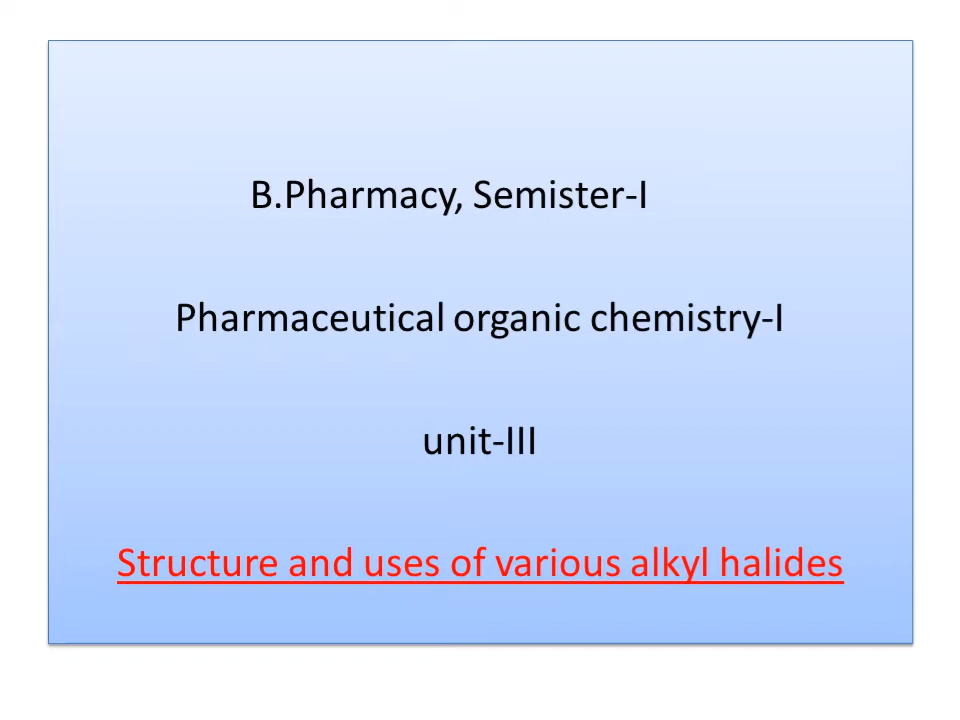 B.Pharmacy, Semister-I
Pharmaceutical organic chemistry-I
unit-III
Structure and uses of various alkyl halides